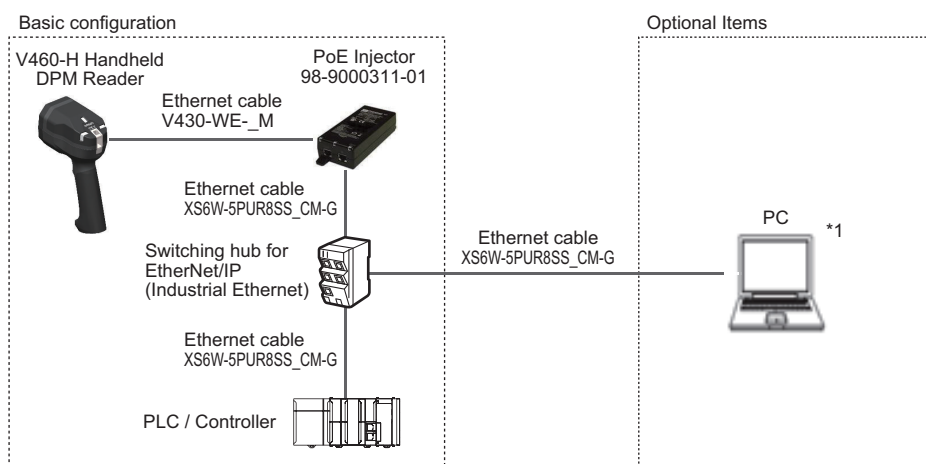 Basic configuration
Optional Items
V460-H Handheld
DPM Reader
PoE Injector
98-9000311-01
Ethernet cable
V430-WE-_M
Ethernet cable
XS6W-5PUR8SS_CM-G
Switching hub for
EtherNet/IP
(Industrial Ethernet)
Ethernet cable
XS6W-5PUR8SS_CM-G
PC
*1
Ethernet cable
XS6W-5PUR8SS_CM-G
PLC / Controller